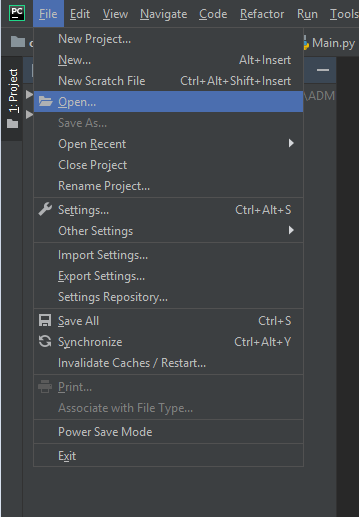 PC File Edit View Navigate Code Refactor Run Tools
Main.py
1: Project
New Project...
New... Alt+Insert
New Scratch File Ctrl+Alt+Shift+Insert
Open...
\ADM
Save As...
Open Recent
Close Project
Rename Project...
Settings... Ctrl+Alt+S
Other Settings
Import Settings...
Export Settings...
Settings Repository...
Save All Ctrl+S
Synchronize Ctrl+Alt+Y
Invalidate Caches / Restart...
Print...
Associate with File Type...
Power Save Mode
Exit